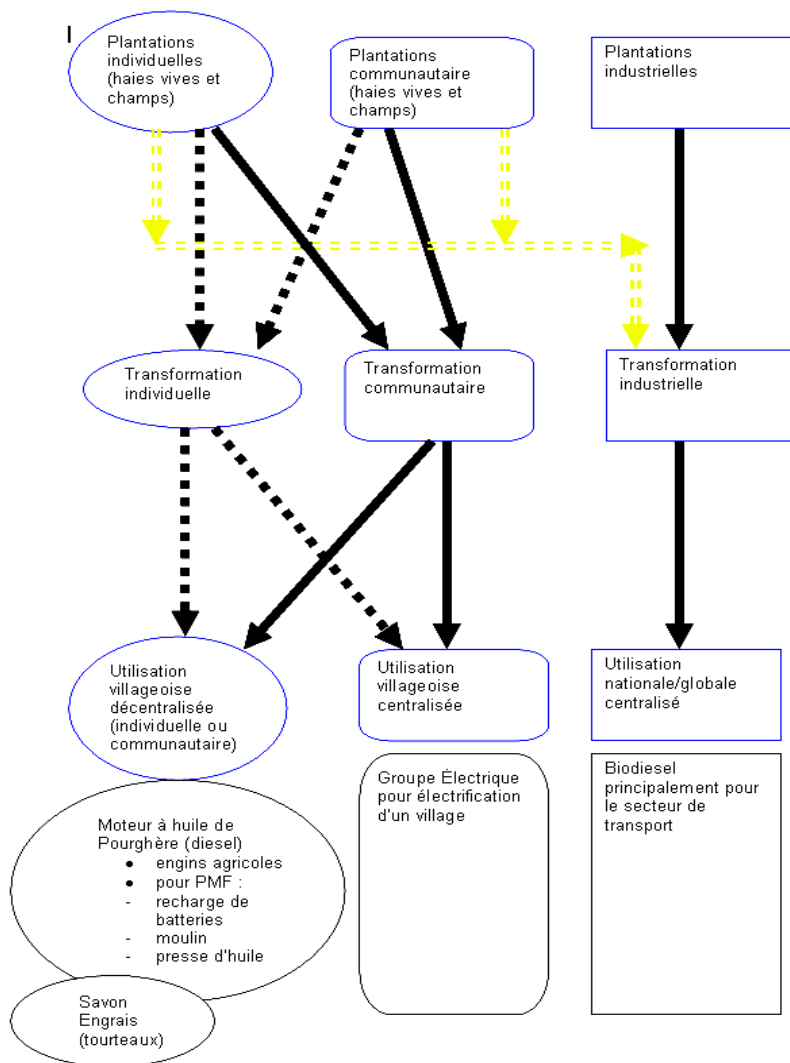 I
Plantations
individuelles
(haies vives et
champs)
Plantations
communautaire
(haies vives et
champs)
Plantations
industrielles
Transformation
individuelle
Transformation
communautaire
Transformation
industrielle
Utilisation
villageoise
décentralisée
(individuelle ou
communautaire)
Utilisation
villageoise
centralisée
Utilisation
nationale/globale
centralisé
Moteur à huile de
Pourghère (diesel)
● engins agricoles
● pour PMF :
- recharge de
batteries
- moulin
- presse d'huile
Groupe Électrique
pour électrification
d'un village
Biodiesel
principalement pour
le secteur de
transport
Savon
Engrais
(tourteaux)